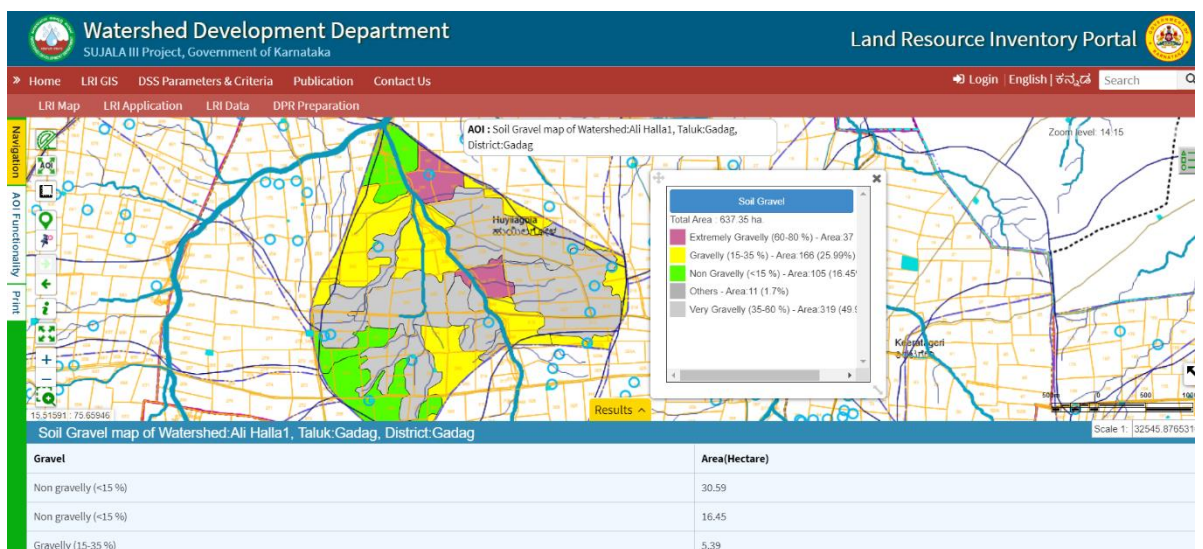 Watershed Development Department
SUJALA III Project, Government of Karnataka
Land Resource Inventory Portal
» Home LRI GIS DSS Parameters & Criteria Publication Contact Us
Login | English | ಕನ್ನಡ Search
LRI Map LRI Application LRI Data DPR Preparation
Navigation
AOI Functionality
Print
AOI
AOI : Soil Gravel map of Watershed:Ali Halla1, Taluk:Gadag,
District:Gadag
Zoom level: 14:15
Soil Gravel
Total Area : 637.35 ha
Extremely Gravelly (60-80 %) - Area:37
Gravelly (15-35 %) - Area:166 (25.99%)
Non Gravelly (<15 %) - Area:105 (16.45
Others - Area:11 (1.7%)
Very Gravelly (35-60 %) - Area:319 (49.9
15.51591 : 75.65946
Results
500m 0 500
Soil Gravel map of Watershed:Ali Halla1, Taluk:Gadag, District:Gadag
Scale 1: 32545.8765310
Gravel Area(Hectare)
Non gravelly (<15 %) 30.59
Non gravelly (<15 %) 16.45
Gravelly (15-35 %) 5.39